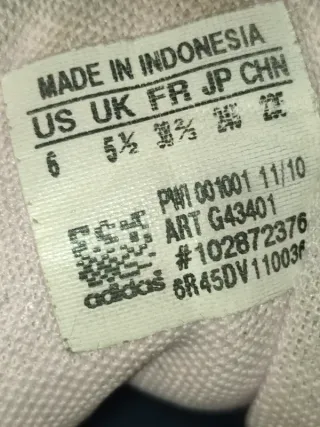 MADE IN INDONESIA
US UK FR JP CHN
6 5½ 38⅔ 240 235
PWI 001001 11/10
ART G43401
#102872376
6R45DV110036
adidas